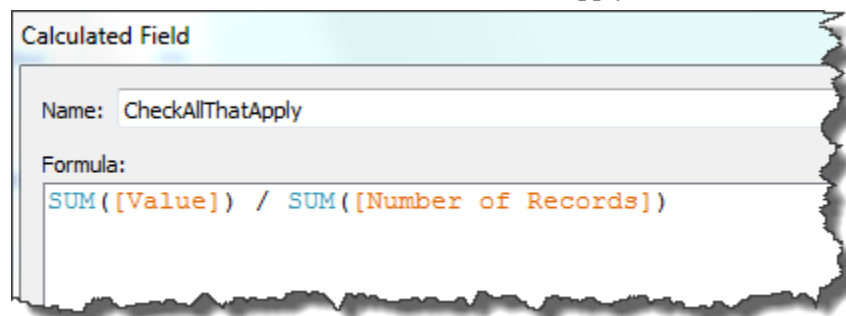 Calculated Field
Name: CheckAllThatApply
Formula:
SUM([Value]) / SUM([Number of Records])